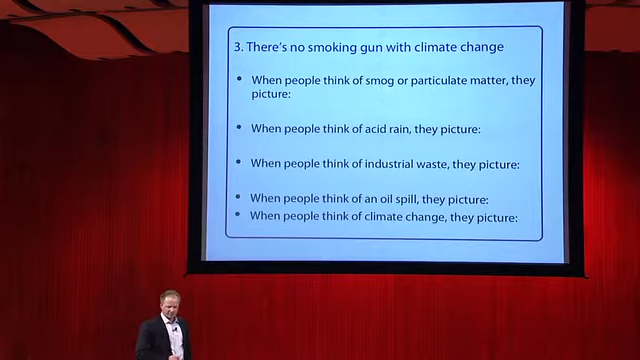 3. There's no smoking gun with climate change
• When people think of smog or particulate matter, they
picture:
• When people think of acid rain, they picture:
• When people think of industrial waste, they picture:
• When people think of an oil spill, they picture:
• When people think of climate change, they picture: